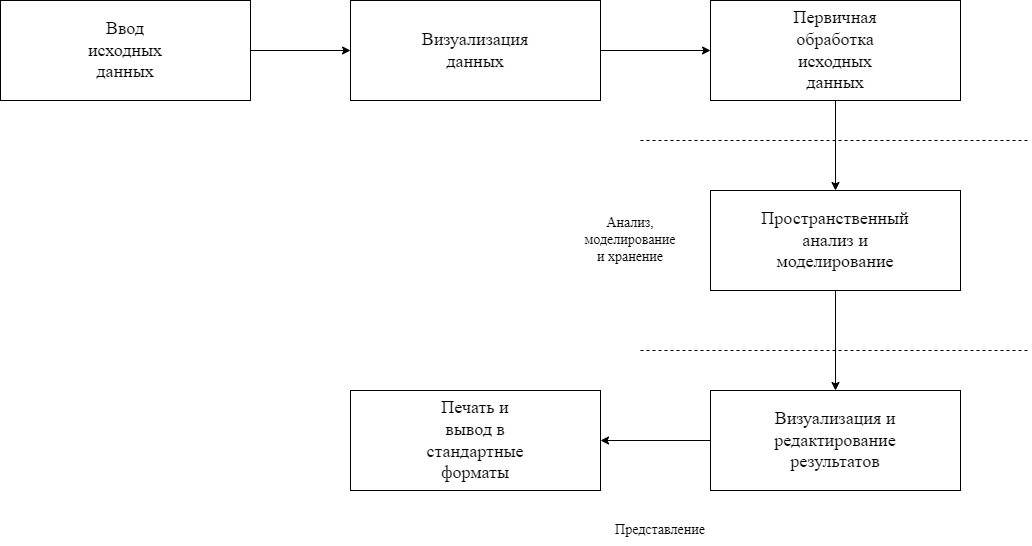 Ввод
исходных
данных
Визуализация
данных
Первичная
обработка
исходных
данных
Анализ,
моделирование
и хранение
Пространственный
анализ и
моделирование
Печать и
вывод в
стандартные
форматы
Визуализация и
редактирование
результатов
Представление